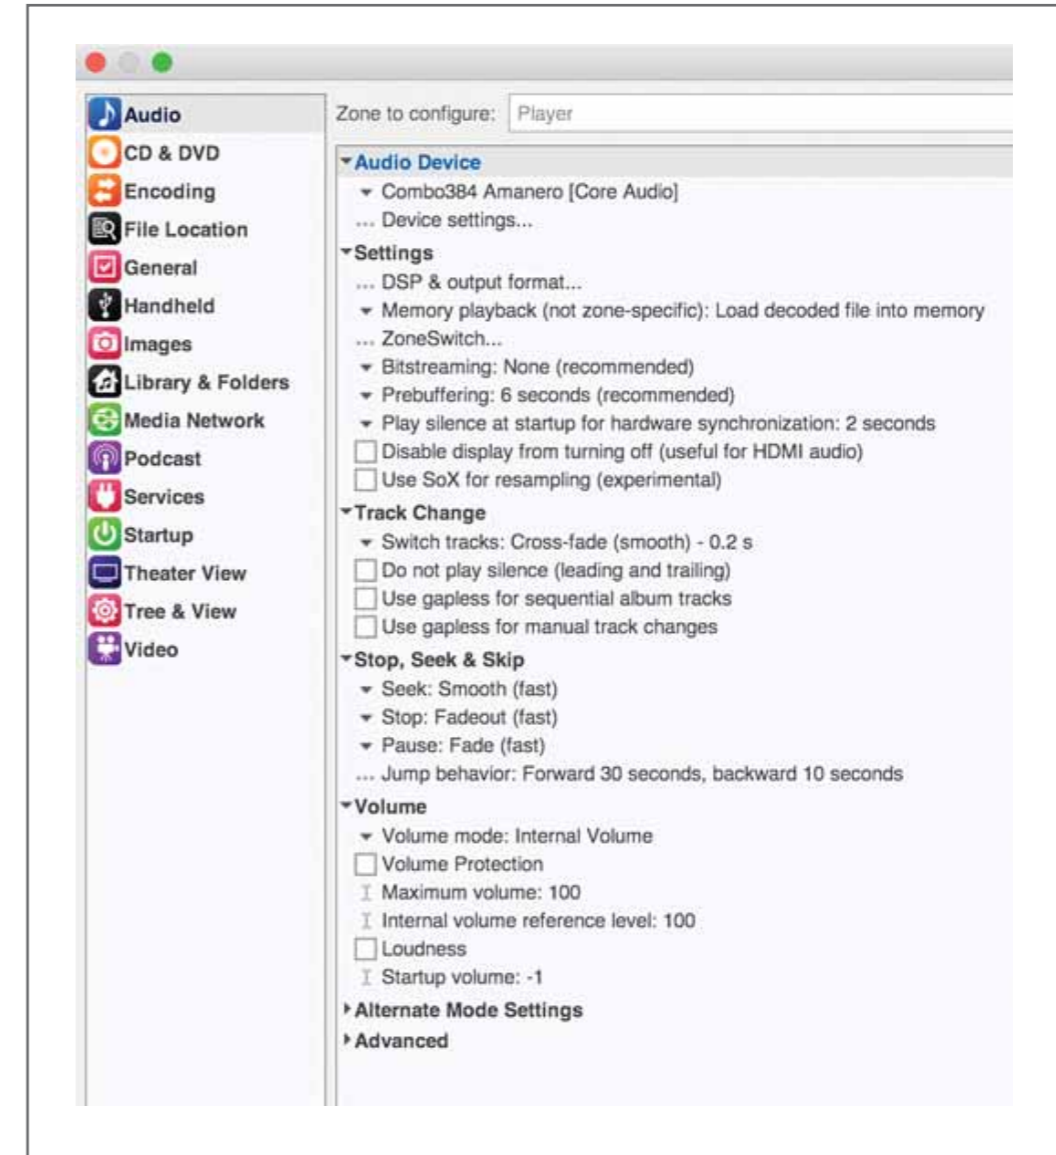 Audio
CD & DVD
Encoding
File Location
General
Handheld
Images
Library & Folders
Media Network
Podcast
Services
Startup
Theater View
Tree & View
Video
Zone to configure: Player
Audio Device
Combo384 Amanero [Core Audio]
... Device settings...
Settings
... DSP & output format...
Memory playback (not zone-specific): Load decoded file into memory
... ZoneSwitch...
Bitstreaming: None (recommended)
Prebuffering: 6 seconds (recommended)
Play silence at startup for hardware synchronization: 2 seconds
Disable display from turning off (useful for HDMI audio)
Use SoX for resampling (experimental)
Track Change
Switch tracks: Cross-fade (smooth) - 0.2 s
Do not play silence (leading and trailing)
Use gapless for sequential album tracks
Use gapless for manual track changes
Stop, Seek & Skip
Seek: Smooth (fast)
Stop: Fadeout (fast)
Pause: Fade (fast)
... Jump behavior: Forward 30 seconds, backward 10 seconds
Volume
Volume mode: Internal Volume
Volume Protection
Maximum volume: 100
Internal volume reference level: 100
Loudness
Startup volume: -1
Alternate Mode Settings
Advanced